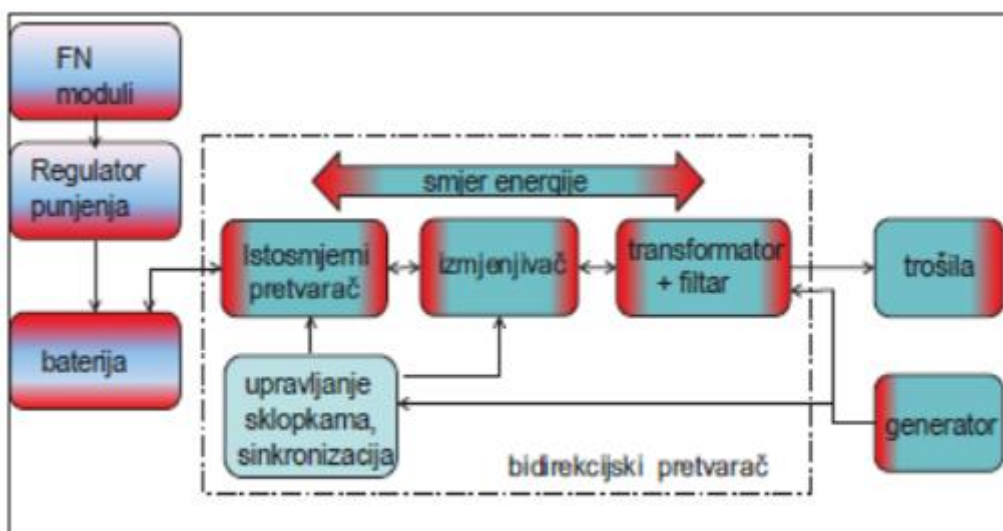 FN
moduli
Regulator
punjenja
baterija
smjer energije
Istosmjerni
pretvarač
izmjenjivač
transformator
+ filtar
trošila
upravljanje
sklopkama,
sinkronizacija
generator
bidirekcijski pretvarač